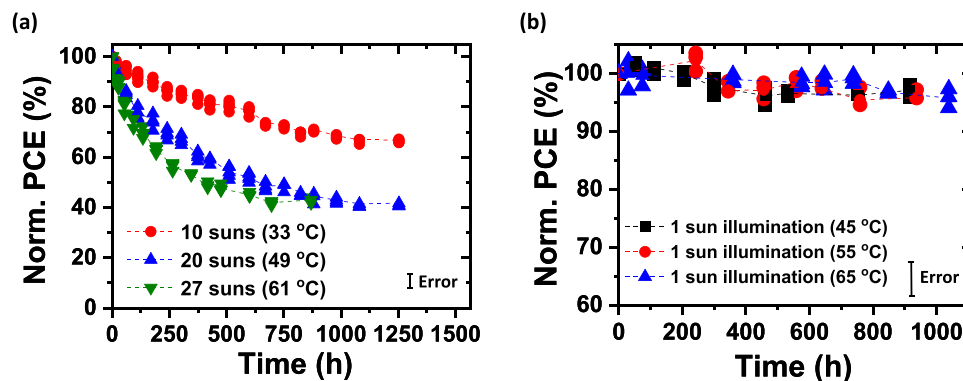 (a)
Norm. PCE (%)
100
80
60
40
20
0
10 suns (33 °C)
20 suns (49 °C)
27 suns (61 °C)
Error
0 250 500 750 1000 1250 1500
Time (h)
(b)
Norm. PCE (%)
100
90
80
70
60
1 sun illumination (45 °C)
1 sun illumination (55 °C)
1 sun illumination (65 °C)
Error
0 200 400 600 800 1000
Time (h)